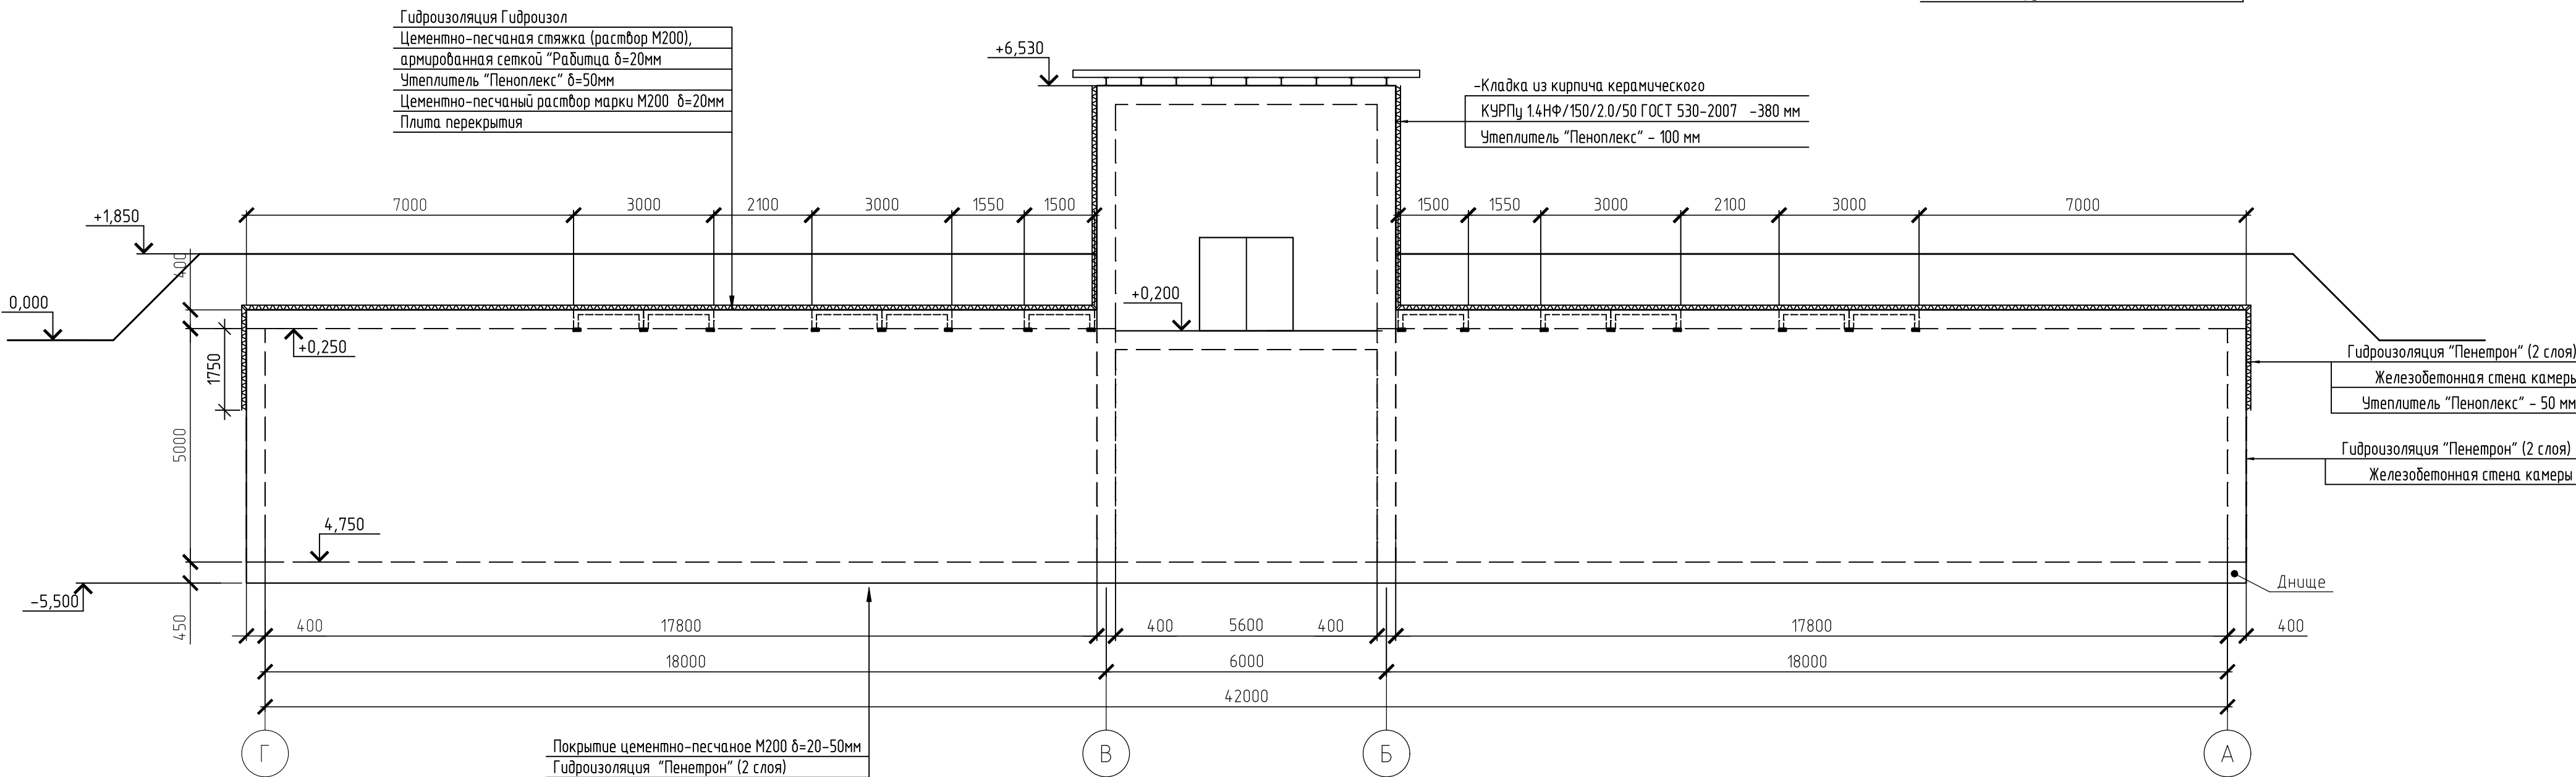 Гидроизоляция Гидроизол
Цементно-песчаная стяжка (раствор М200),
армированная сеткой "Рабитца δ=20мм
Утеплитель "Пеноплекс" δ=50мм
Цементно-песчаный раствор марки М200 δ=20мм
Плита перекрытия
+6,530
-Кладка из кирпича керамического
КУРПу 1.4НФ/150/2.0/50 ГОСТ 530-2007 -380 мм
Утеплитель "Пеноплекс" - 100 мм
7000 3000 2100 3000 1550 1500 1500 1550 3000 2100 3000 7000
+1,850
400
0,000
+0,200
+0,250
1750
Гидроизоляция "Пенетрон" (2 слоя)
Железобетонная стена камеры
Утеплитель "Пеноплекс" - 50 мм
5000
Гидроизоляция "Пенетрон" (2 слоя)
Железобетонная стена камеры
4,750
-5,500
Днище
450
400 17800 400 5600 400 17800 400
18000 6000 18000
42000
Покрытие цементно-песчаное М200 δ=20-50мм
Гидроизоляция "Пенетрон" (2 слоя)
Г В Б А